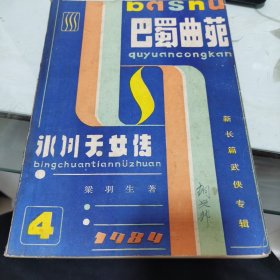 bashu
巴蜀曲苑
quyuancongkan
冰川天女传
bingchuantiannüzhuan
梁羽生著
新长篇武侠专辑
4
1984